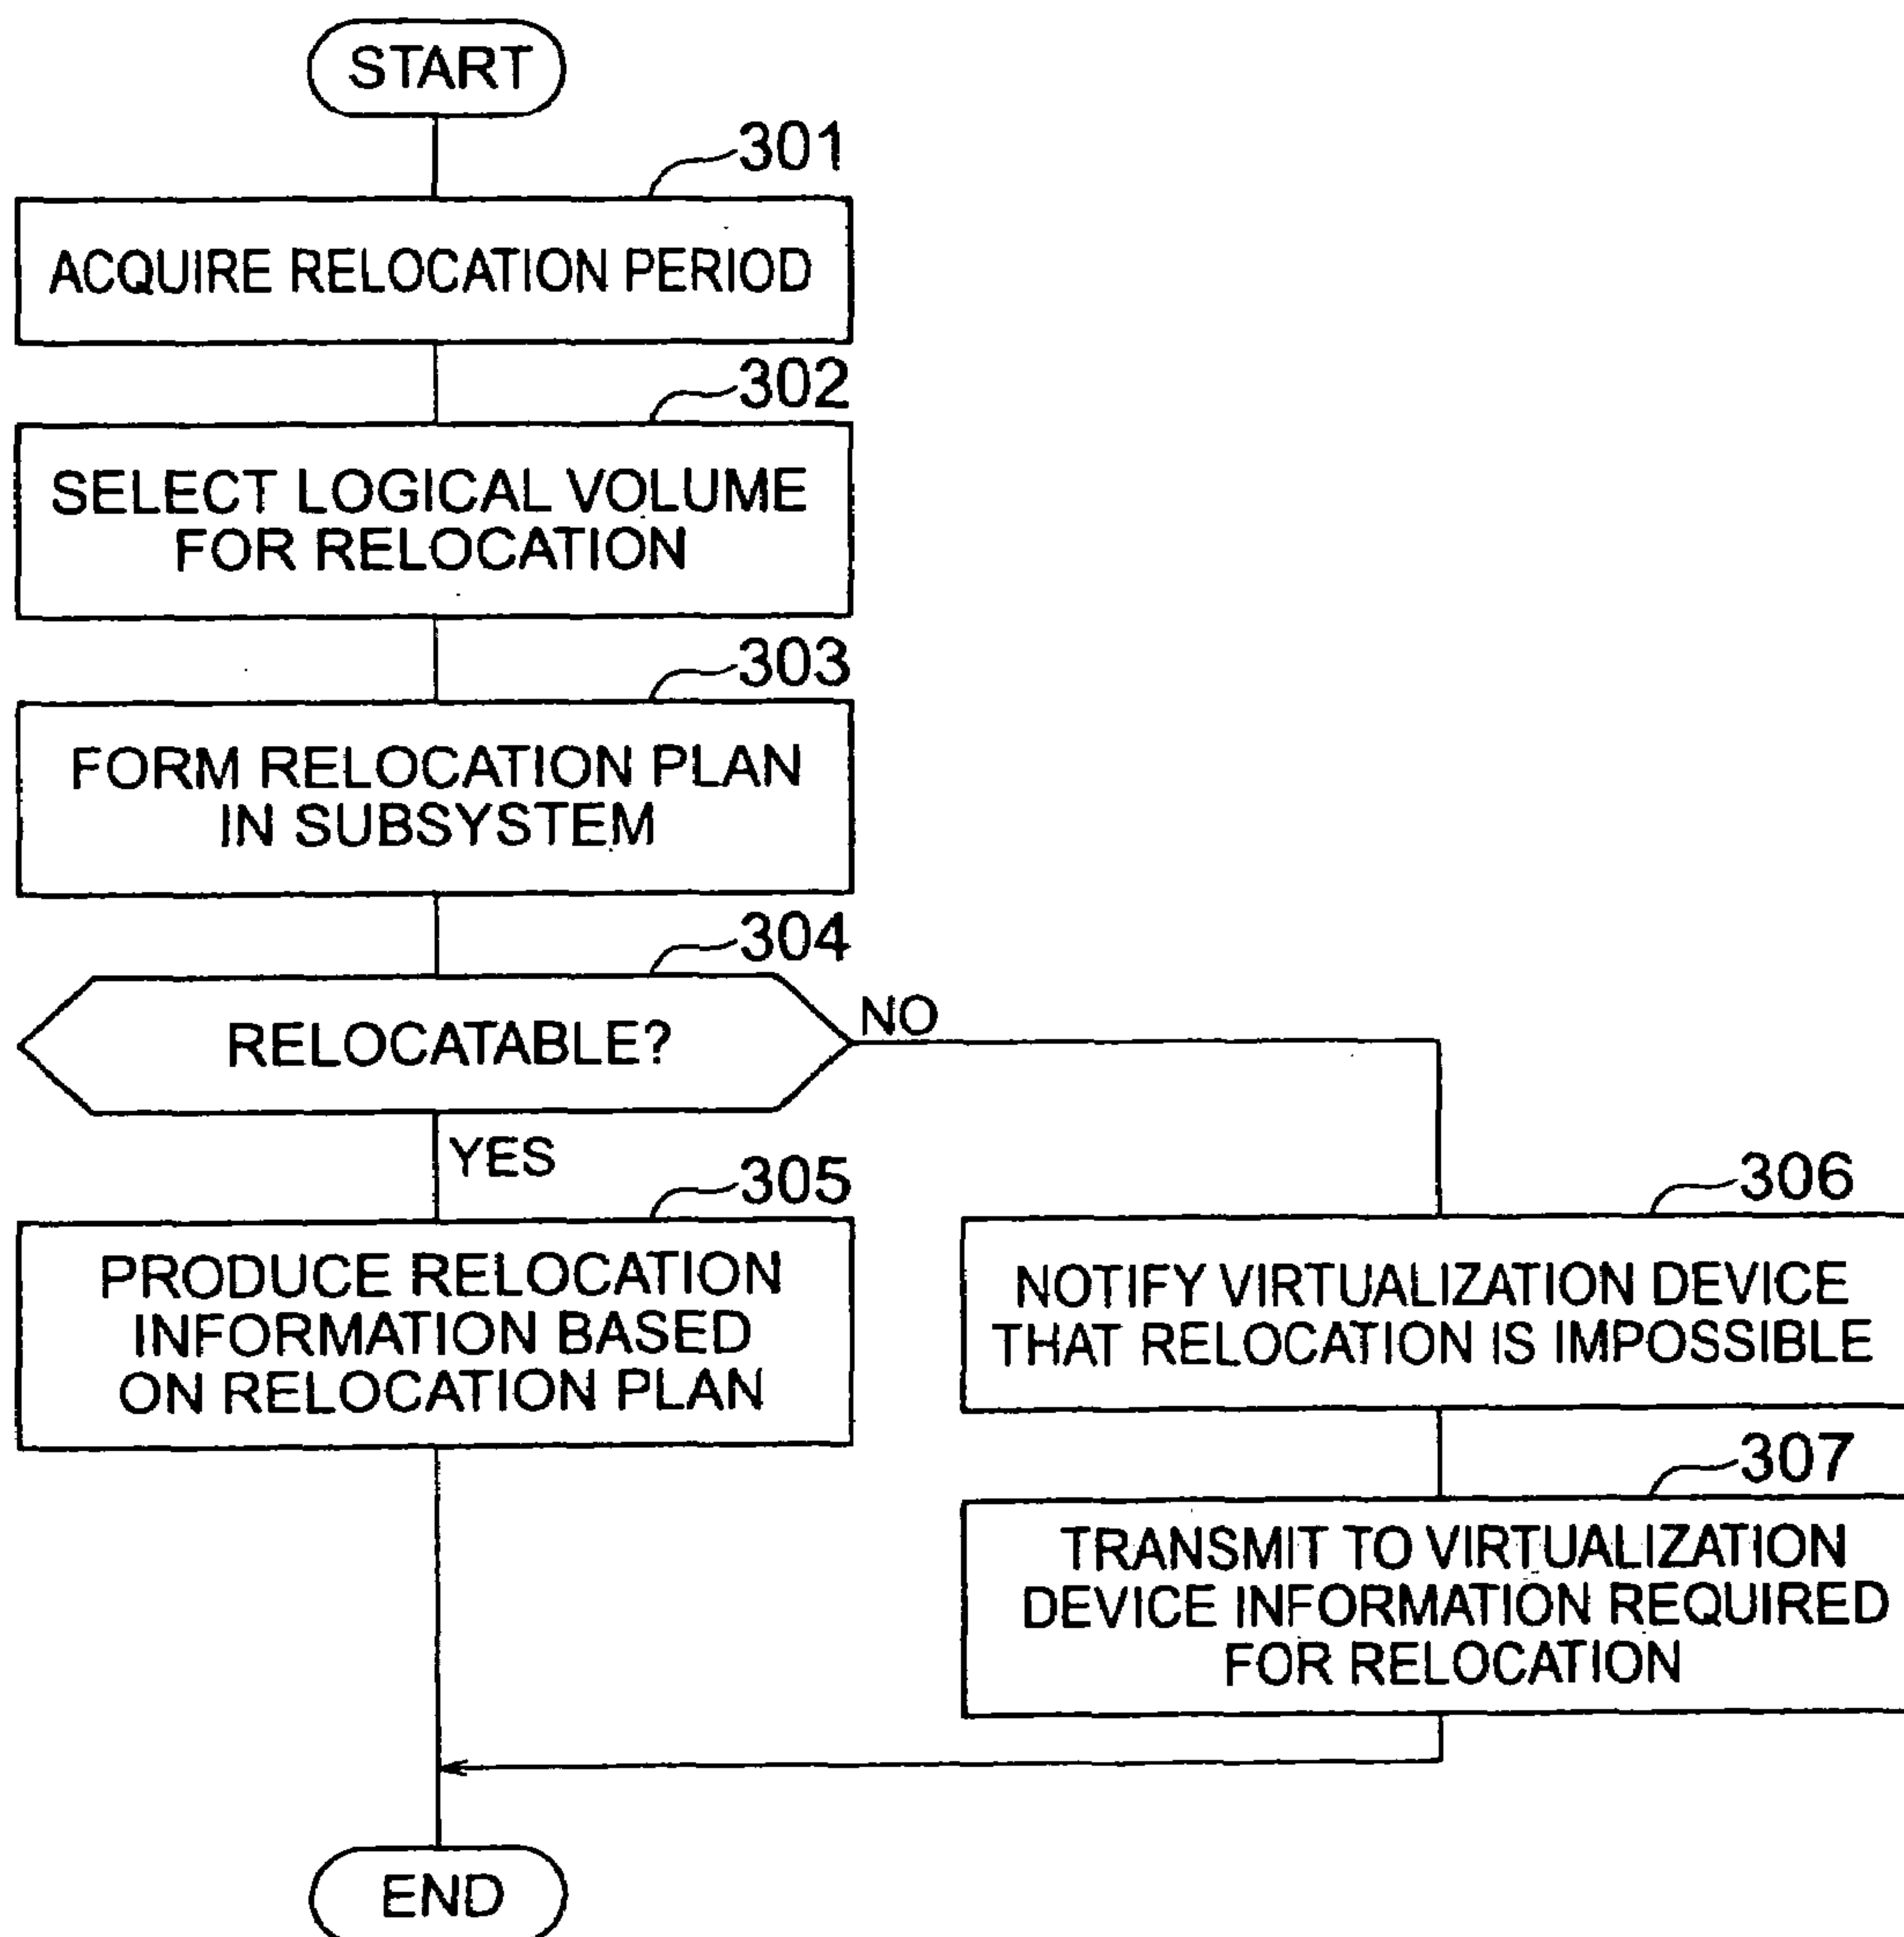 START
301
ACQUIRE RELOCATION PERIOD
302
SELECT LOGICAL VOLUME
FOR RELOCATION
303
FORM RELOCATION PLAN
IN SUBSYSTEM
304
RELOCATABLE?
NO
YES
305
PRODUCE RELOCATION
INFORMATION BASED
ON RELOCATION PLAN
306
NOTIFY VIRTUALIZATION DEVICE
THAT RELOCATION IS IMPOSSIBLE
307
TRANSMIT TO VIRTUALIZATION
DEVICE INFORMATION REQUIRED
FOR RELOCATION
END